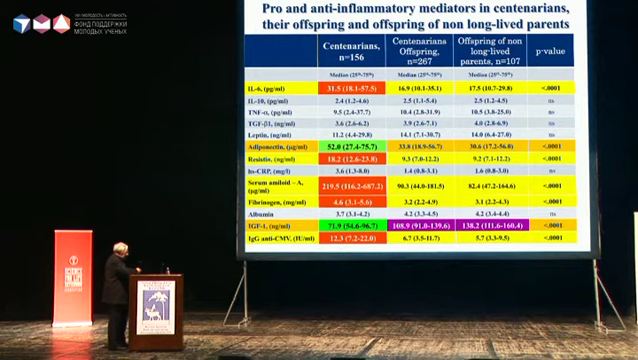 УМ • МОЛОДОСТЬ • АКТИВНОСТЬ
ФОНД ПОДДЕРЖКИ
МОЛОДЫХ УЧЕНЫХ
Pro and anti-inflammatory mediators in centenarians,
their offspring and offspring of non long-lived parents
Centenarians, n=156 Centenarians Offspring, n=267 Offspring of non long-lived parents, n=107 p-value
Median (25th-75th) Median (25th-75th) Median (25th-75th)
IL-6, (pg/ml) 31.5 (18.1-57.5) 16.9 (10.1-35.1) 17.5 (10.7-29.8) <.0001
IL-10, (pg/ml) 2.4 (1.2-4.6) 2.5 (1.1-5.4) 2.5 (1.2-4.5) ns
TNF-α, (pg/ml) 9.5 (2.4-37.7) 10.4 (2.8-31.9) 10.5 (3.8-25.0) ns
TGF-β1, (ng/ml) 3.6 (2.6-6.2) 3.9 (2.6-7.1) 4.0 (2.8-6.9) ns
Leptin, (ng/ml) 11.2 (4.4-29.8) 14.1 (7.1-30.7) 14.0 (6.4-27.0) ns
Adiponectin, (µg/ml) 52.0 (27.4-75.7) 33.8 (18.9-56.7) 30.6 (17.2-56.0) <.0001
Resistin, (ng/ml) 18.2 (12.6-23.8) 9.3 (7.0-12.2) 9.2 (7.1-12.2) <.0001
hs-CRP, (mg/l) 3.6 (1.3-8.0) 1.4 (0.8-3.1) 1.6 (0.8-3.0) ns
Serum amiloid – A, (µg/ml) 219.5 (116.2-687.2) 90.3 (44.0-181.5) 82.4 (47.2-164.6) <.0001
Fibrinogen, (mg/ml) 4.6 (3.1-5.6) 3.2 (2.2-4.9) 3.1 (2.2-4.3) <.0001
Albumin 3.7 (3.1-4.2) 4.2 (3.3-4.5) 4.2 (3.4-4.4) ns
IGF-1, (ng/ml) 71.9 (54.6-96.7) 108.9 (91.0-139.6) 138.2 (111.6-160.4) <.0001
IgG anti-CMV, (IU/ml) 12.3 (7.2-22.0) 6.7 (3.5-11.7) 5.7 (3.3-9.5) <.0001
SCIENCE